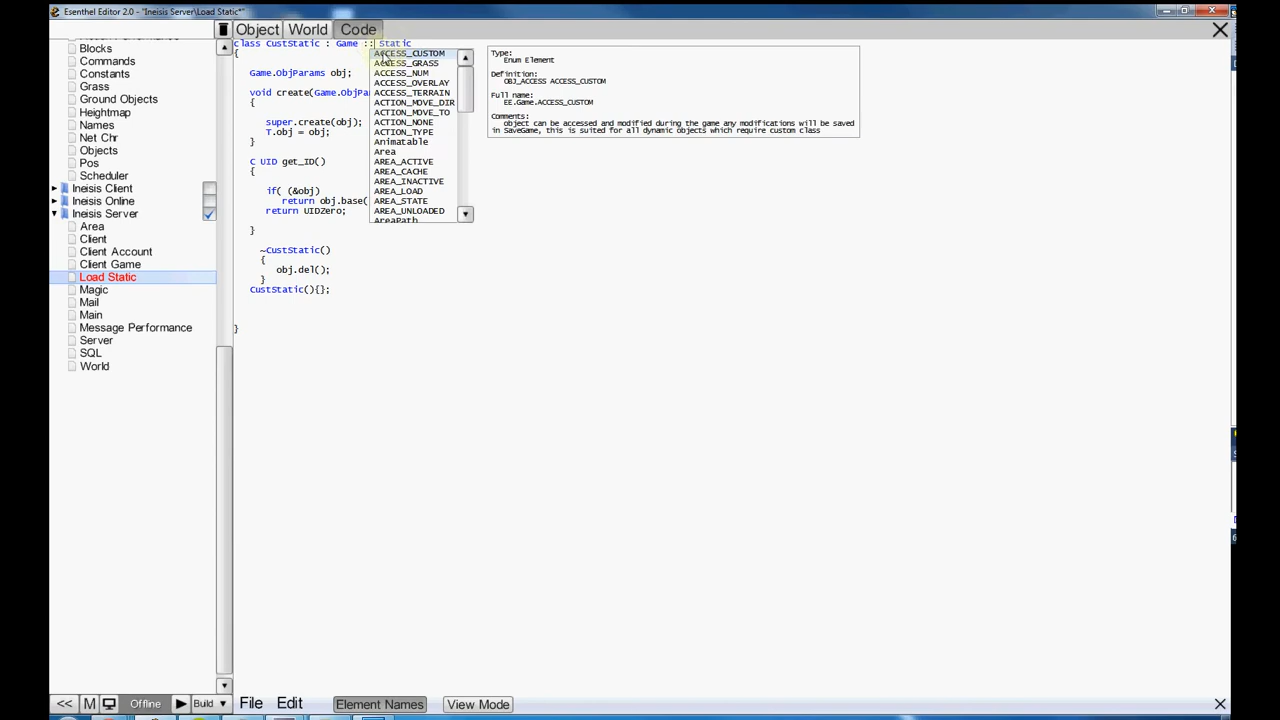 Esenthel Editor 2.0 - "Ineisis Server\Load Static*"
Object World Code
Blocks
Commands
Constants
Grass
Ground Objects
Heightmap
Names
Net Chr
Objects
Pos
Scheduler
Ineisis Client
Ineisis Online
Ineisis Server
Area
Client
Client Account
Client Game
Load Static
Magic
Mail
Main
Message Performance
Server
SQL
World
class CustStatic : Game :: Static
{
Game.ObjParams obj;
void create(Game.ObjPa
{
super.create(obj);
T.obj = obj;
}
C UID get_ID()
{
if( (&obj)
return obj.base(
return UIDZero;
}
~CustStatic()
{
obj.del();
}
CustStatic(){};
}
ACCESS_CUSTOM
ACCESS_GRASS
ACCESS_NUM
ACCESS_OVERLAY
ACCESS_TERRAIN
ACTION_MOVE_DIR
ACTION_MOVE_TO
ACTION_NONE
ACTION_TYPE
Animatable
Area
AREA_ACTIVE
AREA_CACHE
AREA_INACTIVE
AREA_LOAD
AREA_STATE
AREA_UNLOADED
AreaPath
Type:
Enum Element
Definition:
OBJ_ACCESS ACCESS_CUSTOM
Full name:
EE.Game.ACCESS_CUSTOM
Comments:
object can be accessed and modified during the game any modifications will be saved
in SaveGame, this is suited for all dynamic objects which require custom class
<< M Offline Build File Edit Element Names View Mode